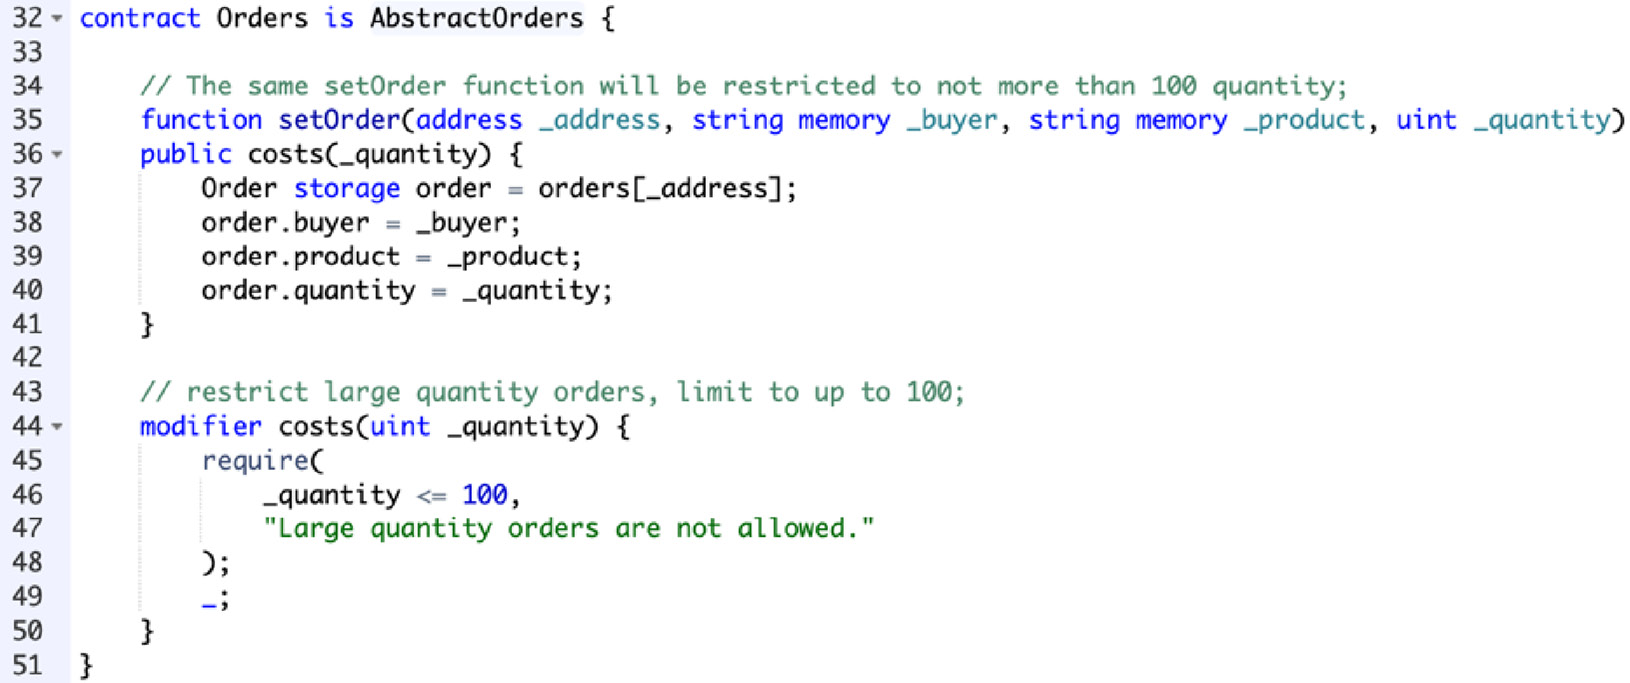 32 contract Orders is AbstractOrders {
33
34     // The same setOrder function will be restricted to not more than 100 quantity;
35     function setOrder(address _address, string memory _buyer, string memory _product, uint _quantity)
36     public costs(_quantity) {
37         Order storage order = orders[_address];
38         order.buyer = _buyer;
39         order.product = _product;
40         order.quantity = _quantity;
41     }
42
43     // restrict large quantity orders, limit to up to 100;
44     modifier costs(uint _quantity) {
45         require(
46             _quantity <= 100,
47             "Large quantity orders are not allowed."
48         );
49         _;
50     }
51 }